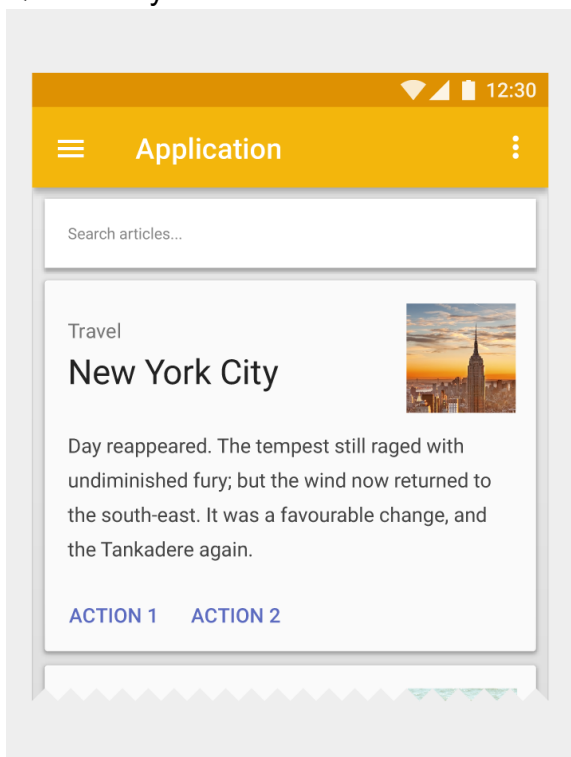 12:30
Application
Search articles...
Travel
New York City
Day reappeared. The tempest still raged with
undiminished fury; but the wind now returned to
the south-east. It was a favourable change, and
the Tankadere again.
ACTION 1 ACTION 2